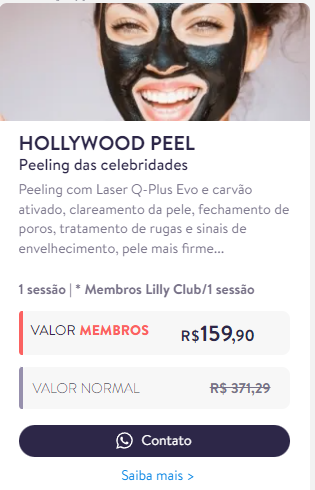 HOLLYWOOD PEEL
Peeling das celebridades
Peeling com Laser Q-Plus Evo e carvão
ativado, clareamento da pele, fechamento de
poros, tratamento de rugas e sinais de
envelhecimento, pele mais firme...
1 sessão | * Membros Lilly Club/1 sessão
VALOR MEMBROS R$159,90
VALOR NORMAL R$ 371,29
Contato
Saiba mais >